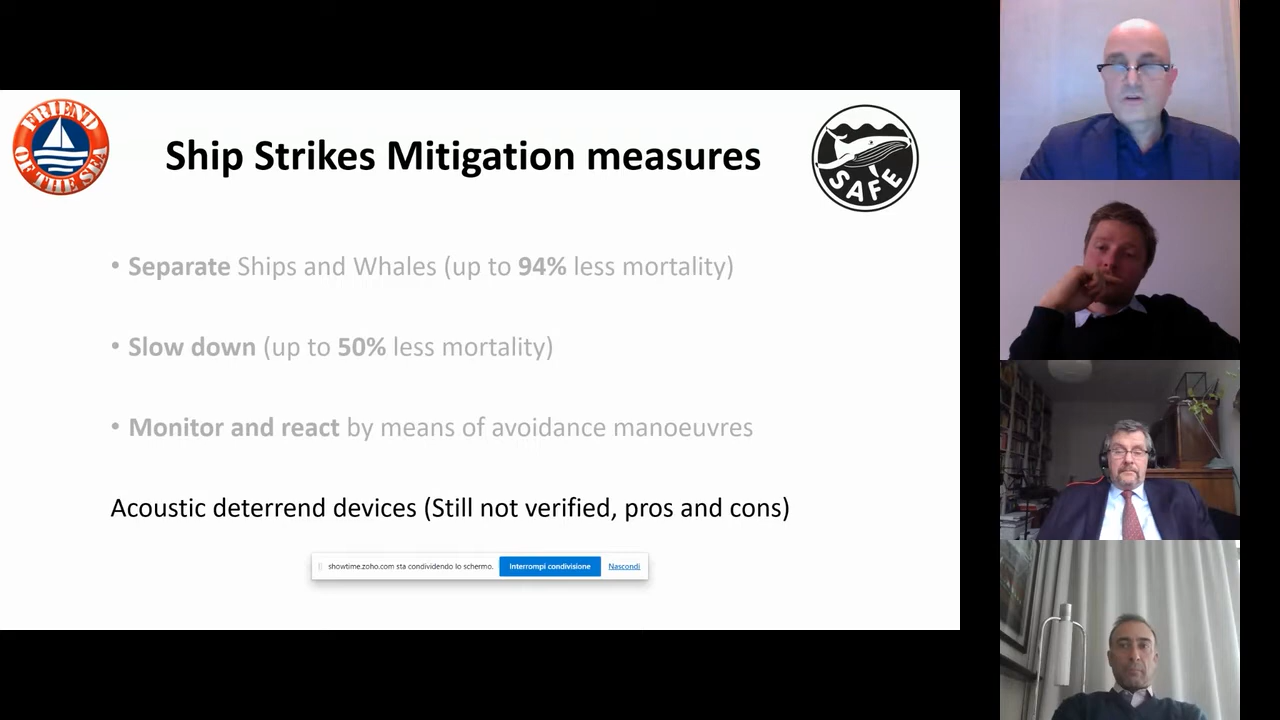 FRIEND
OF THE SEA
Ship Strikes Mitigation measures
SAFE
• Separate Ships and Whales (up to 94% less mortality)
• Slow down (up to 50% less mortality)
• Monitor and react by means of avoidance manoeuvres
Acoustic deterrend devices (Still not verified, pros and cons)
showtime.zoho.com sta condividendo lo schermo. Interrompi condivisione Nascondi